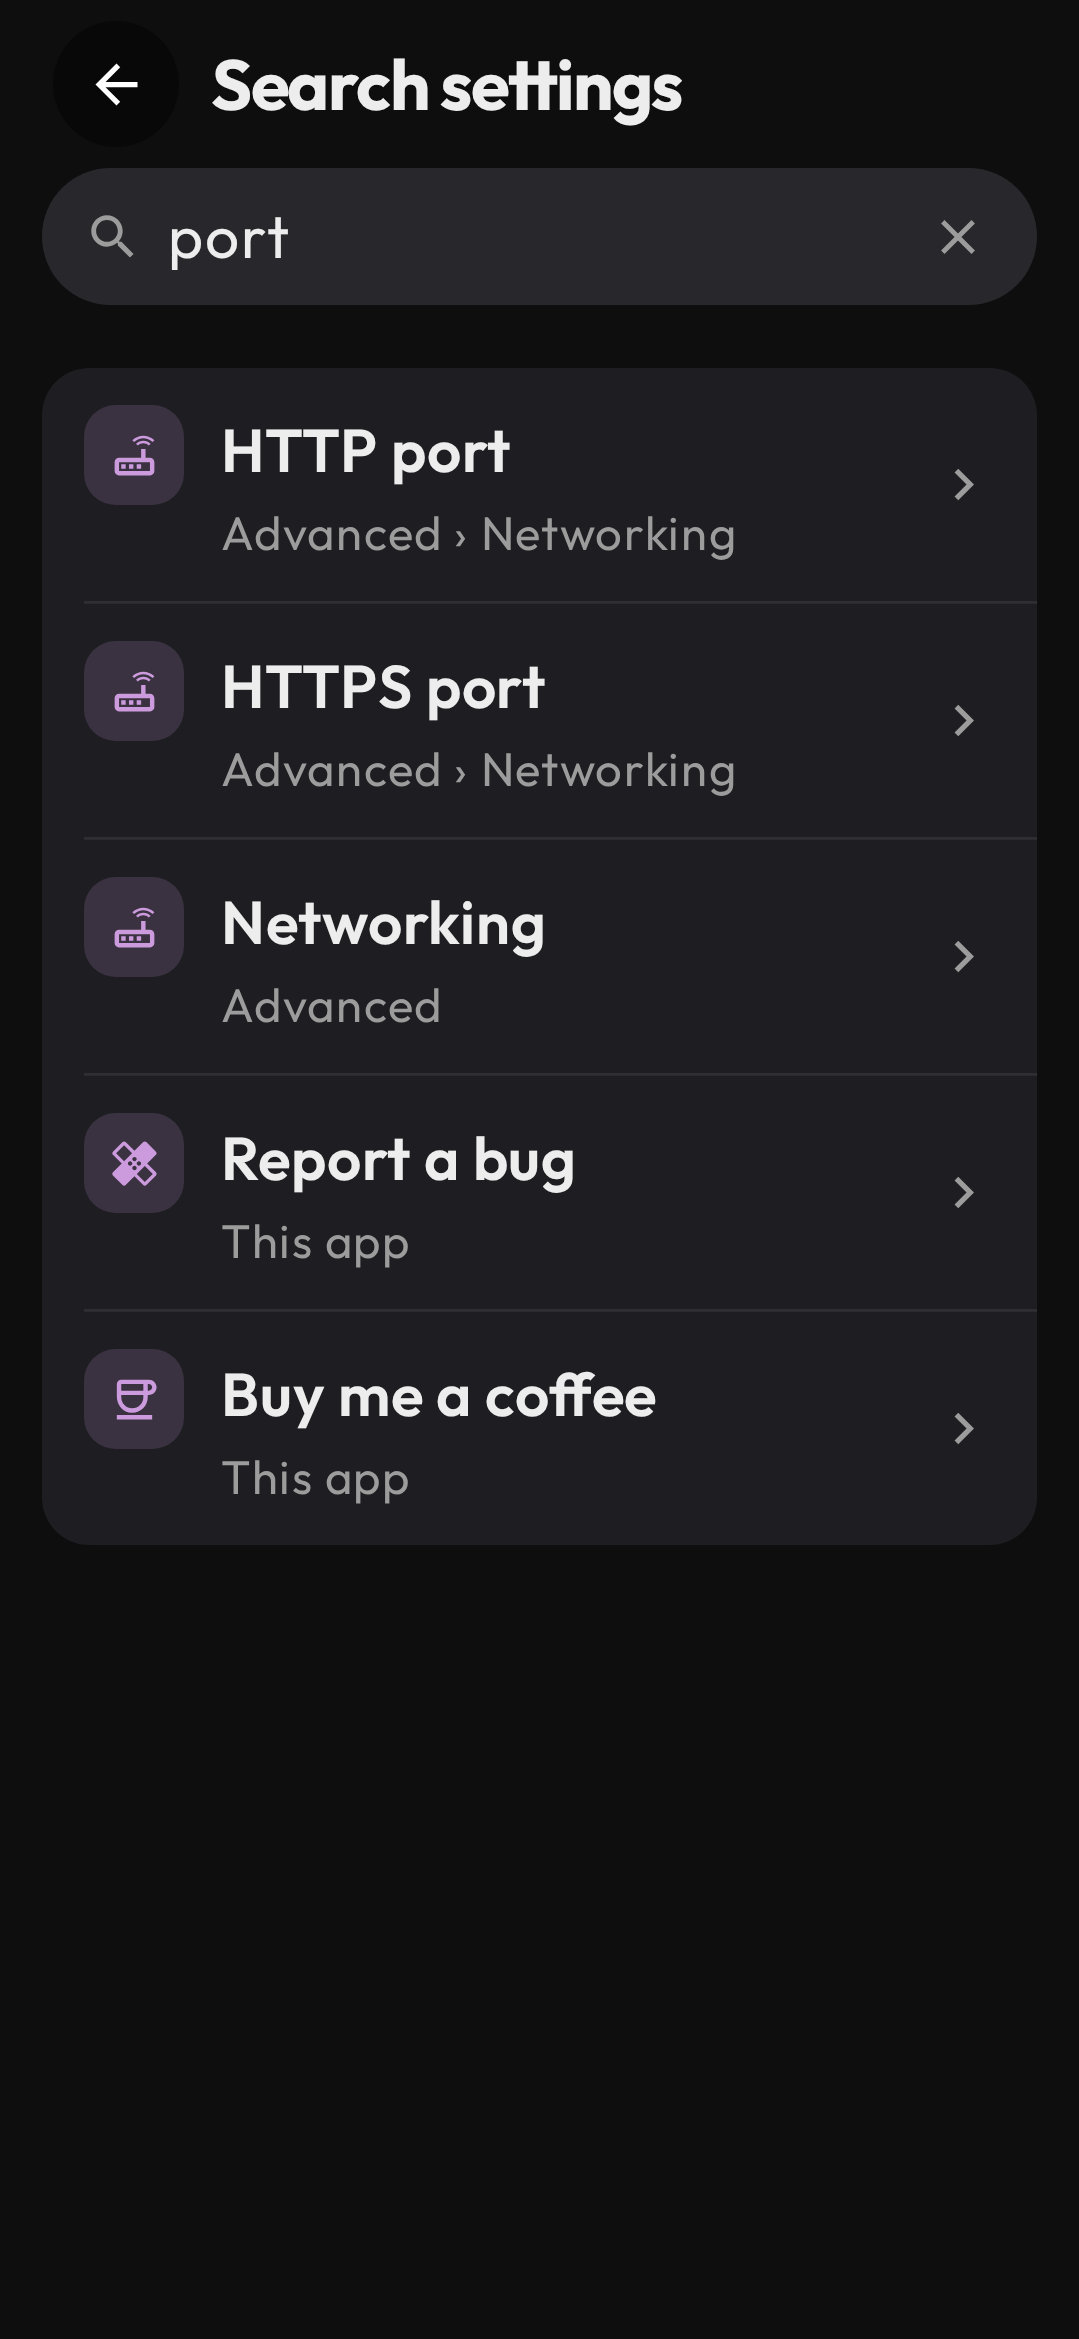 Search settings
port
HTTP port
Advanced › Networking
HTTPS port
Advanced › Networking
Networking
Advanced
Report a bug
This app
Buy me a coffee
This app